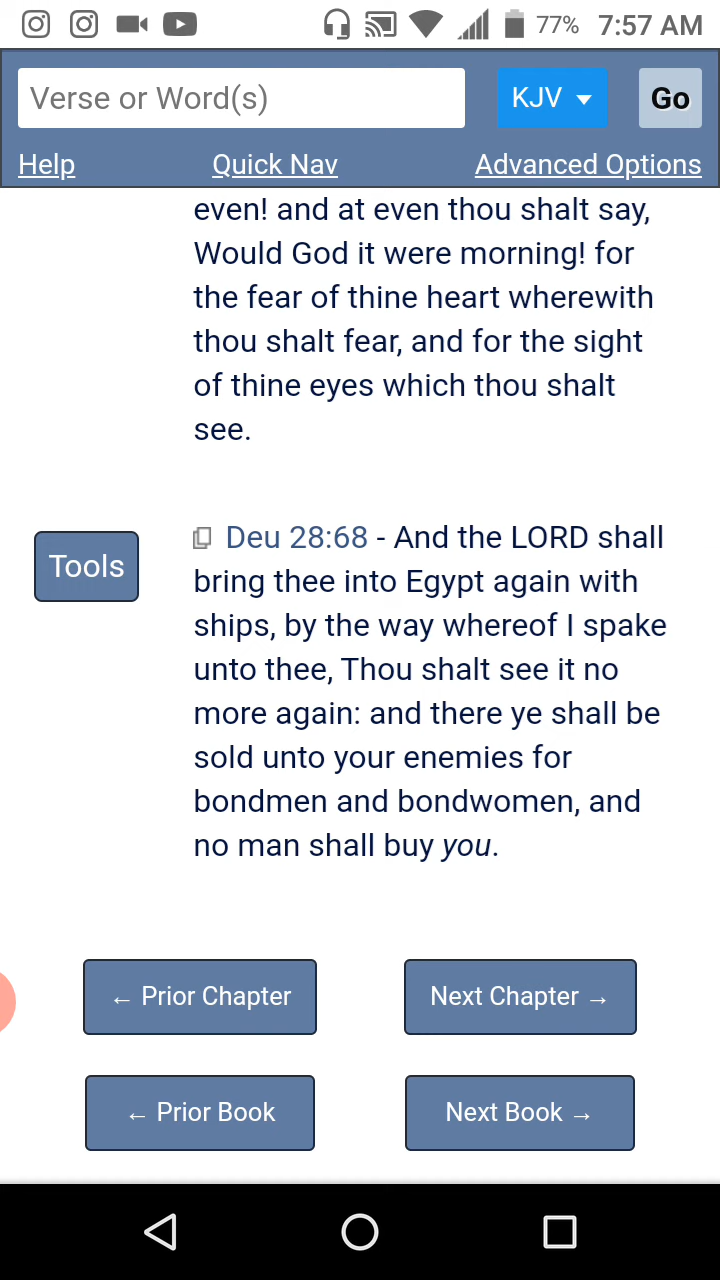 77% 7:57 AM
Verse or Word(s) KJV Go
Help Quick Nav Advanced Options
even! and at even thou shalt say,
Would God it were morning! for
the fear of thine heart wherewith
thou shalt fear, and for the sight
of thine eyes which thou shalt
see.
Tools
Deu 28:68 - And the LORD shall
bring thee into Egypt again with
ships, by the way whereof I spake
unto thee, Thou shalt see it no
more again: and there ye shall be
sold unto your enemies for
bondmen and bondwomen, and
no man shall buy you.
← Prior Chapter Next Chapter →
← Prior Book Next Book →